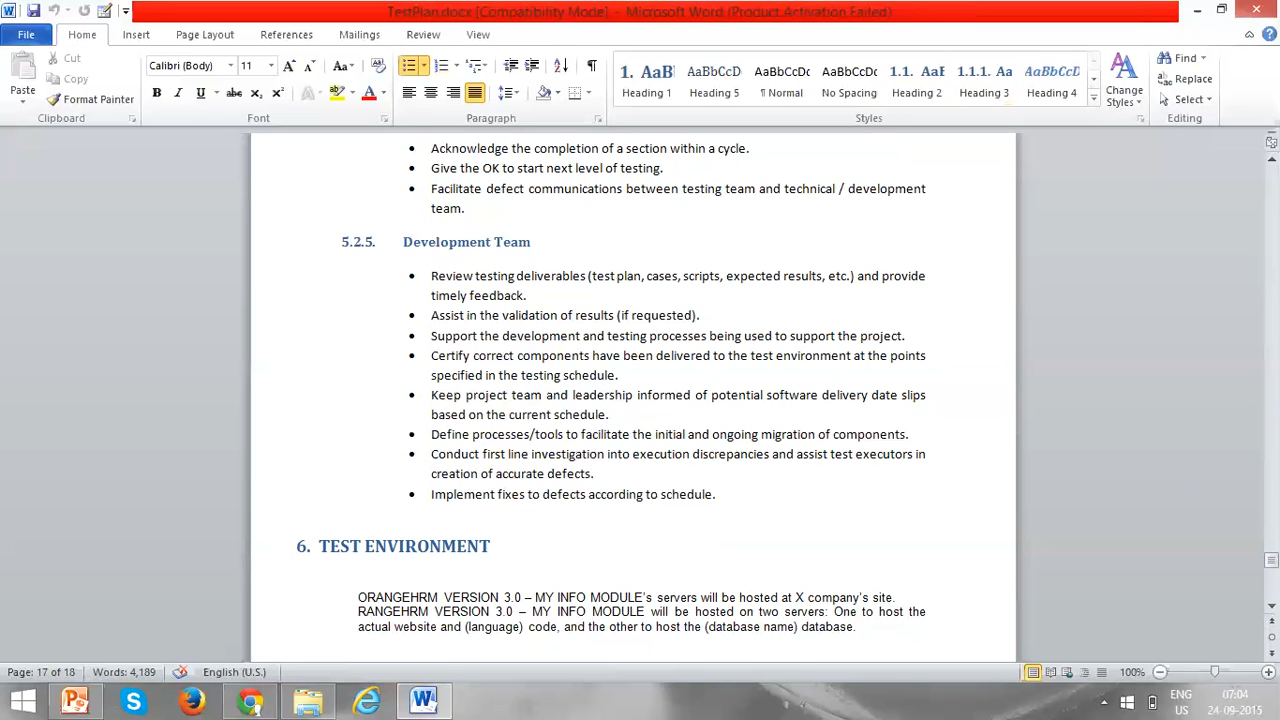 TestPlan.docx [Compatibility Mode] - Microsoft Word (Product Activation Failed)
File Home Insert Page Layout References Mailings Review View
Cut
Copy
Paste
Format Painter
Calibri (Body) 11
AaBbC AaBbCcD AaBbCcDc AaBbCcDc 1.1. AaB 1.1.1. Aa AaBbCcD
Heading 1 Heading 5 ¶ Normal No Spacing Heading 2 Heading 3 Heading 4
Change
Styles
Find
Replace
Select
Clipboard Font Paragraph Styles Editing
• Acknowledge the completion of a section within a cycle.
• Give the OK to start next level of testing.
• Facilitate defect communications between testing team and technical / development
team.
5.2.5. Development Team
• Review testing deliverables (test plan, cases, scripts, expected results, etc.) and provide
timely feedback.
• Assist in the validation of results (if requested).
• Support the development and testing processes being used to support the project.
• Certify correct components have been delivered to the test environment at the points
specified in the testing schedule.
• Keep project team and leadership informed of potential software delivery date slips
based on the current schedule.
• Define processes/tools to facilitate the initial and ongoing migration of components.
• Conduct first line investigation into execution discrepancies and assist test executors in
creation of accurate defects.
• Implement fixes to defects according to schedule.
6. TEST ENVIRONMENT
ORANGEHRM VERSION 3.0 – MY INFO MODULE's servers will be hosted at X company's site.
RANGEHRM VERSION 3.0 – MY INFO MODULE will be hosted on two servers: One to host the
actual website and (language) code, and the other to host the (database name) database.
Page: 17 of 18 Words: 4,189 English (U.S.) 100%
ENG
US
07:04
24-09-2015